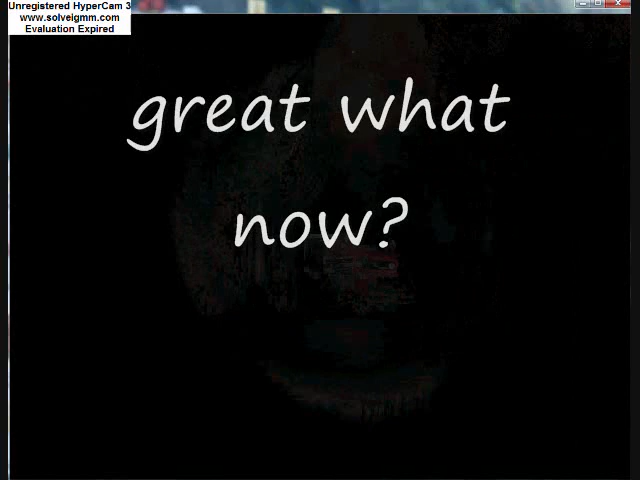 Unregistered HyperCam 3
www.solveigmm.com
Evaluation Expired
great what
now?